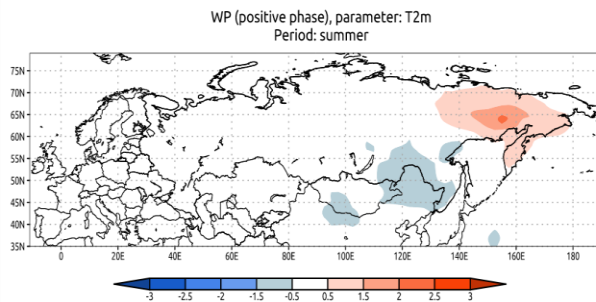 WP (positive phase), parameter: T2m
Period: summer
75N
70N
65N
60N
55N
50N
45N
40N
35N
0 20E 40E 60E 80E 100E 120E 140E 160E 180
-3 -2.5 -2 -1.5 -0.5 0.5 1.5 2 2.5 3